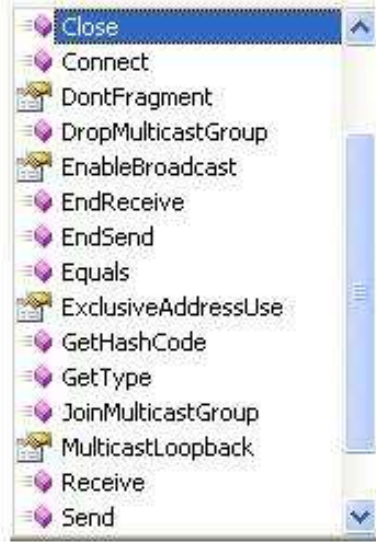 Close
Connect
DontFragment
DropMulticastGroup
EnableBroadcast
EndReceive
EndSend
Equals
ExclusiveAddressUse
GetHashCode
GetType
JoinMulticastGroup
MulticastLoopback
Receive
Send